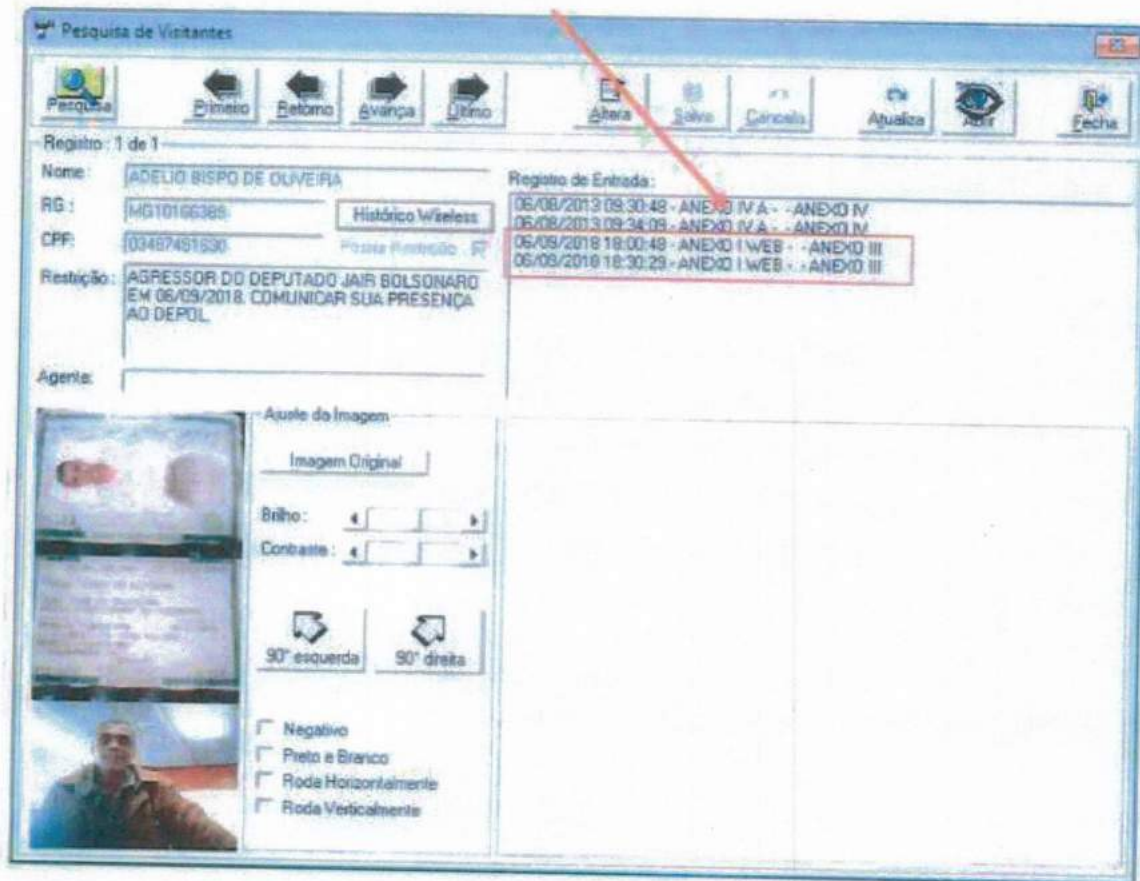 Pesquisa de Visitantes
Pesquisa Primeiro Retorno Avança Último Altera Salva Cancela Atualiza Abrir Fecha
Registro : 1 de 1
Nome : ADELIO BISPO DE OLIVEIRA
RG :
CPF:
Histórico Wireless
Possui Restrição
Restrição : AGRESSOR DO DEPUTADO JAIR BOLSONARO
EM 06/09/2018. COMUNICAR SUA PRESENÇA
AO DEPOL.
Agente:
Registro de Entrada :
06/08/2013 09:30:48 - ANEXO IV A - - ANEXO IV
06/08/2013 09:34:09 - ANEXO IV A - - ANEXO IV
06/09/2018 18:00:48 - ANEXO I WEB - - ANEXO III
06/09/2018 18:30:29 - ANEXO I WEB - - ANEXO III
Ajuste da Imagem
Imagem Original
Brilho :
Contraste :
90° esquerda 90° direita
Negativo
Preto e Branco
Roda Horizontalmente
Roda Verticalmente